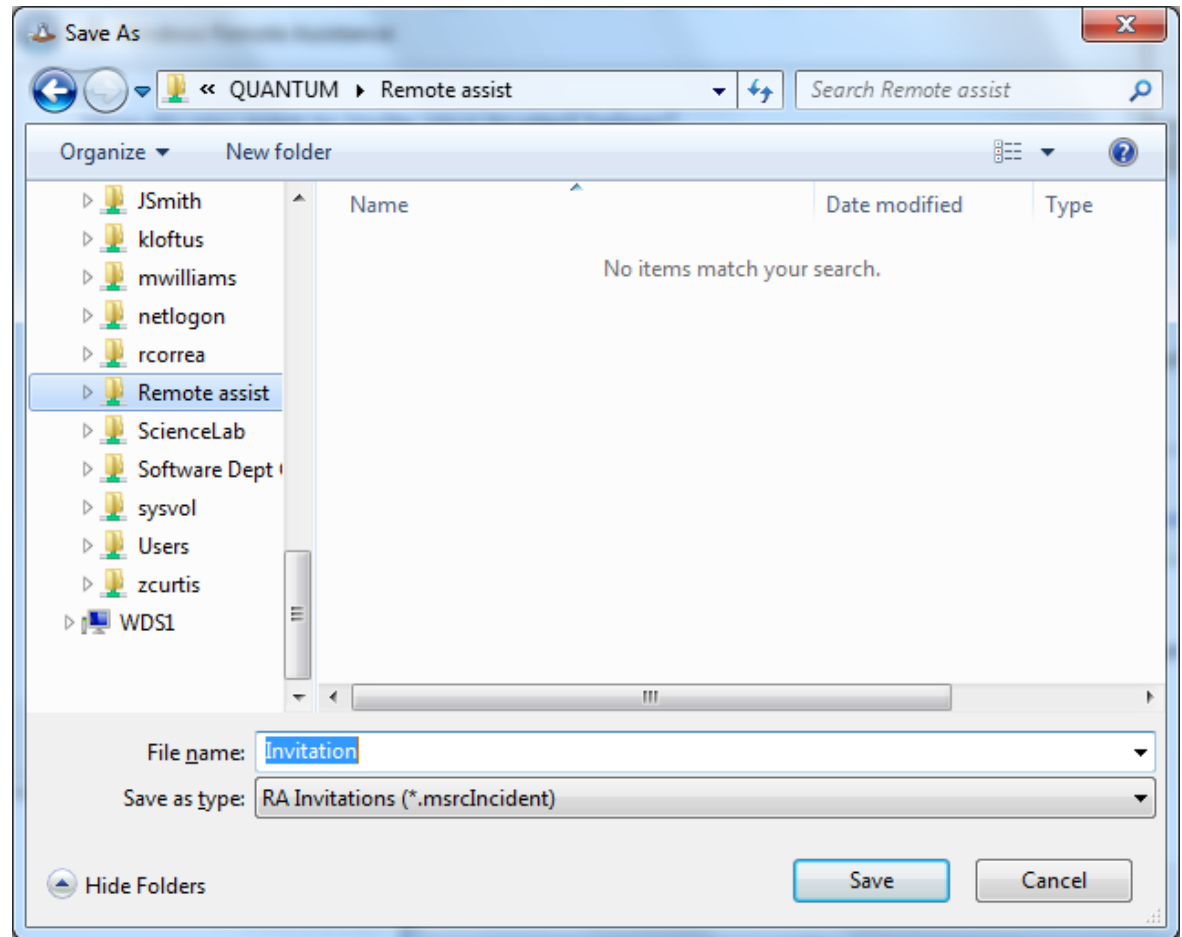 Save As
« QUANTUM ▸ Remote assist
Search Remote assist
Organize
New folder
Name
Date modified
Type
No items match your search.
JSmith
kloftus
mwilliams
netlogon
rcorrea
Remote assist
ScienceLab
Software Dept
sysvol
Users
zcurtis
WDS1
File name: Invitation
Save as type: RA Invitations (*.msrcIncident)
Hide Folders
Save
Cancel